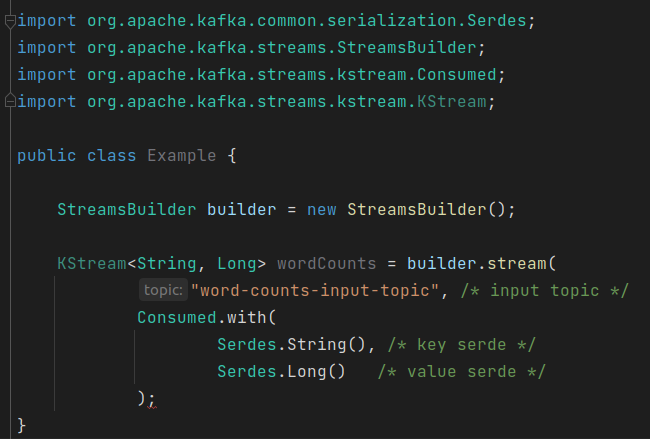 import org.apache.kafka.common.serialization.Serdes;
import org.apache.kafka.streams.StreamsBuilder;
import org.apache.kafka.streams.kstream.Consumed;
import org.apache.kafka.streams.kstream.KStream;
public class Example {
StreamsBuilder builder = new StreamsBuilder();
KStream<String, Long> wordCounts = builder.stream(
topic: "word-counts-input-topic", /* input topic */
Consumed.with(
Serdes.String(), /* key serde */
Serdes.Long() /* value serde */
);
}